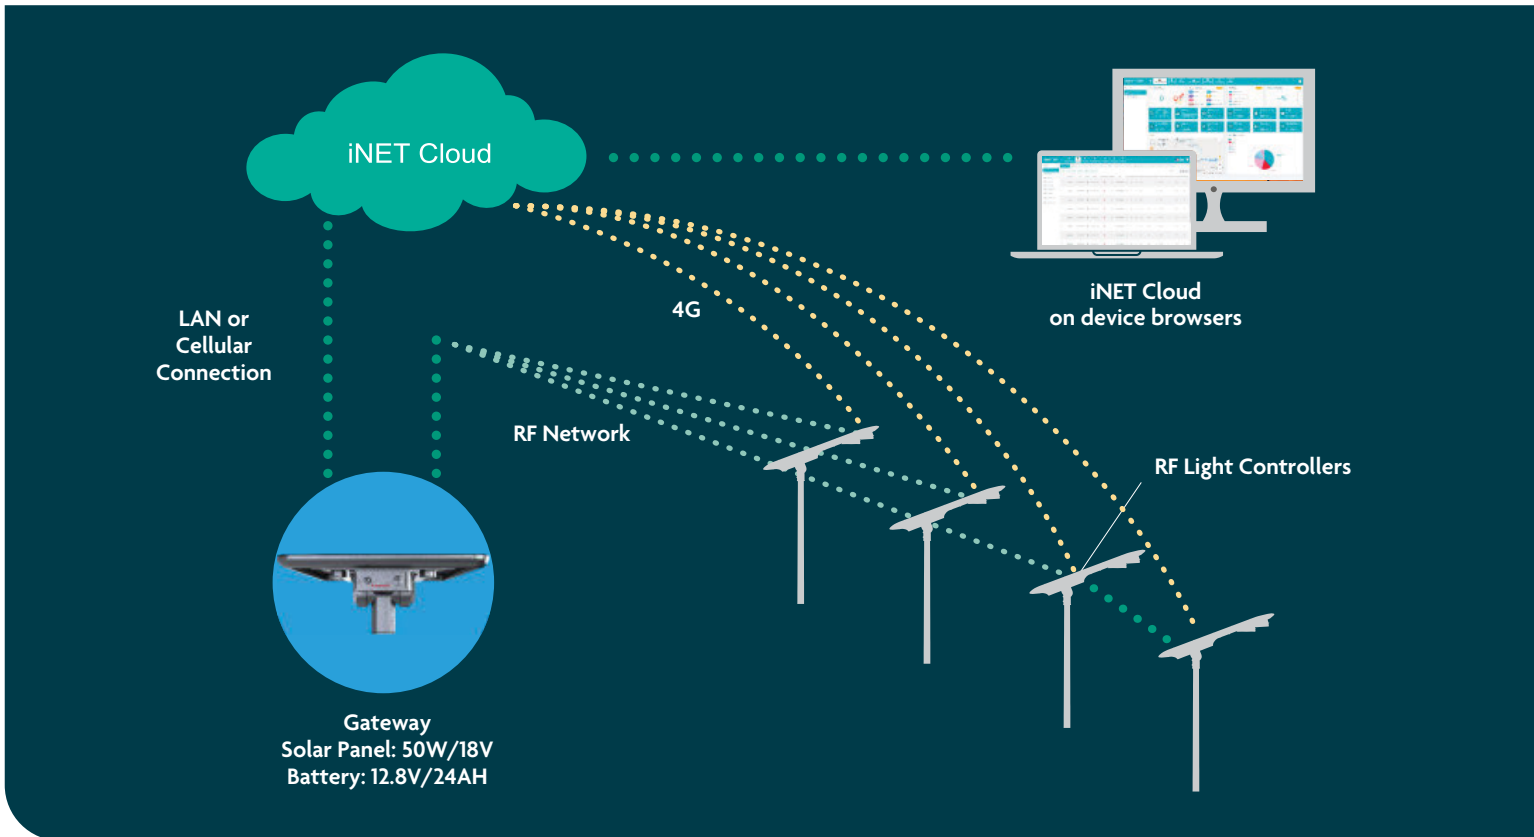 iNET Cloud
iNET Cloud
on device browsers
LAN or
Cellular
Connection
4G
RF Network
RF Light Controllers
Gateway
Solar Panel: 50W/18V
Battery: 12.8V/24AH